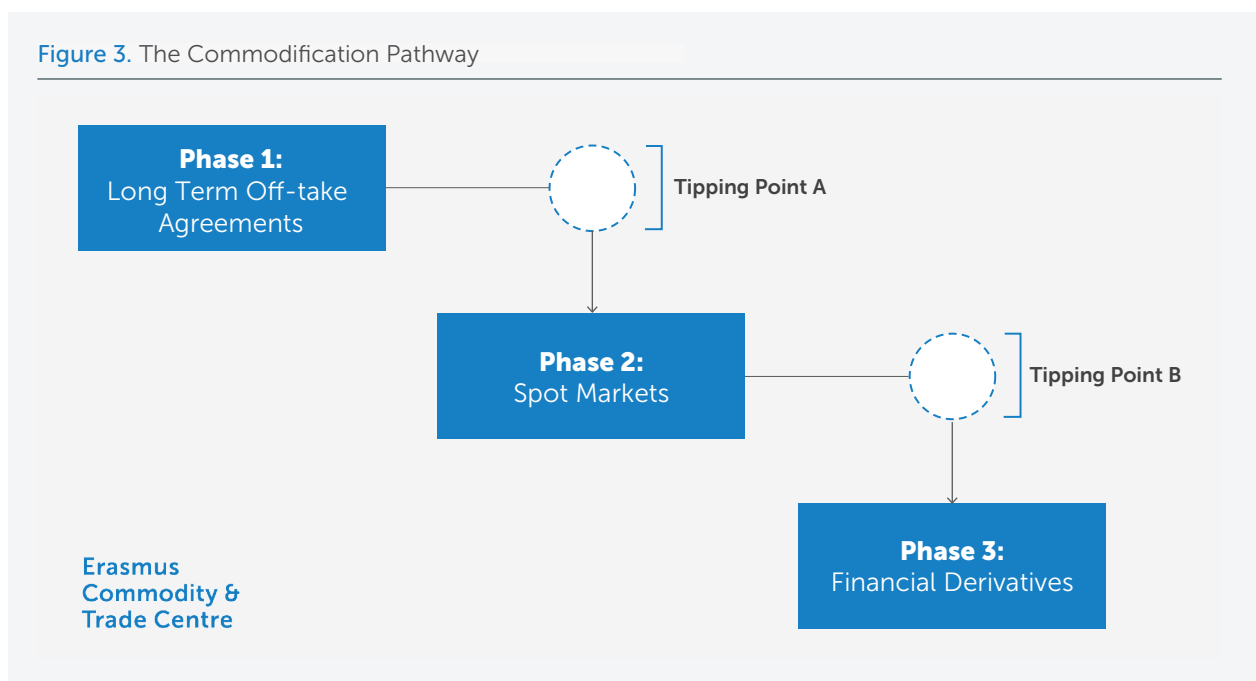 Figure 3. The Commodification Pathway
Phase 1:
Long Term Off-take
Agreements
Tipping Point A
Phase 2:
Spot Markets
Tipping Point B
Phase 3:
Financial Derivatives
Erasmus
Commodity &
Trade Centre